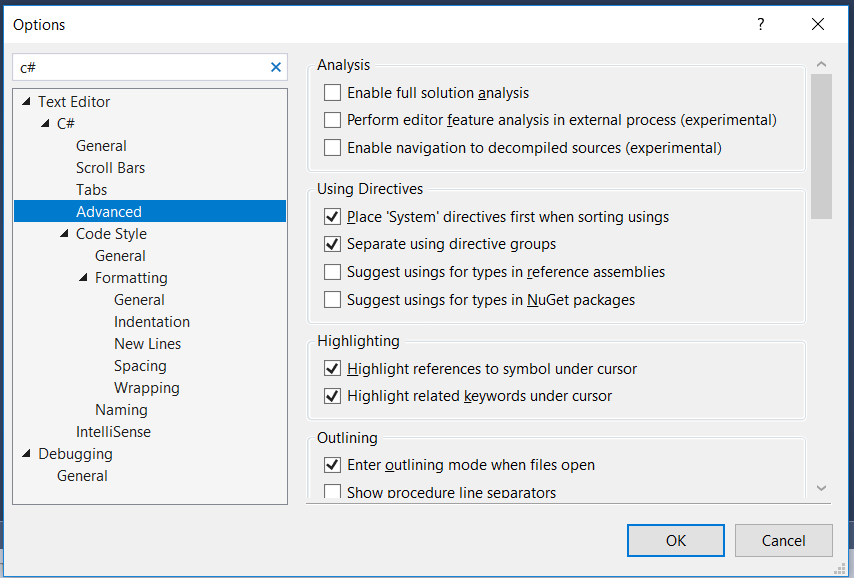 Options
?
c#
Text Editor
C#
General
Scroll Bars
Tabs
Advanced
Code Style
General
Formatting
General
Indentation
New Lines
Spacing
Wrapping
Naming
IntelliSense
Debugging
General
Analysis
Enable full solution analysis
Perform editor feature analysis in external process (experimental)
Enable navigation to decompiled sources (experimental)
Using Directives
Place 'System' directives first when sorting usings
Separate using directive groups
Suggest usings for types in reference assemblies
Suggest usings for types in NuGet packages
Highlighting
Highlight references to symbol under cursor
Highlight related keywords under cursor
Outlining
Enter outlining mode when files open
Show procedure line separators
OK
Cancel